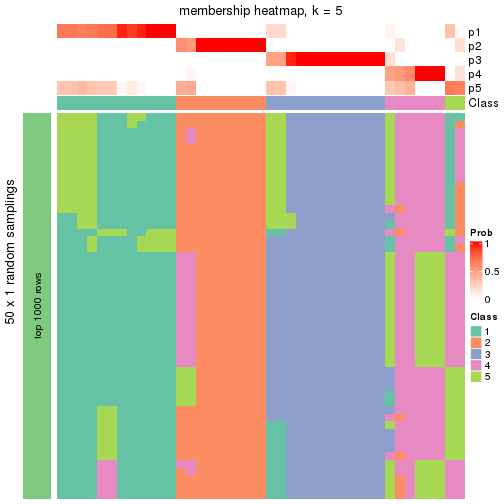 membership heatmap, k = 5
p1
p2
p3
p4
p5
Class
50 x 1 random samplings
top 1000 rows
Prob
1
0.5
0
Class
1
2
3
4
5